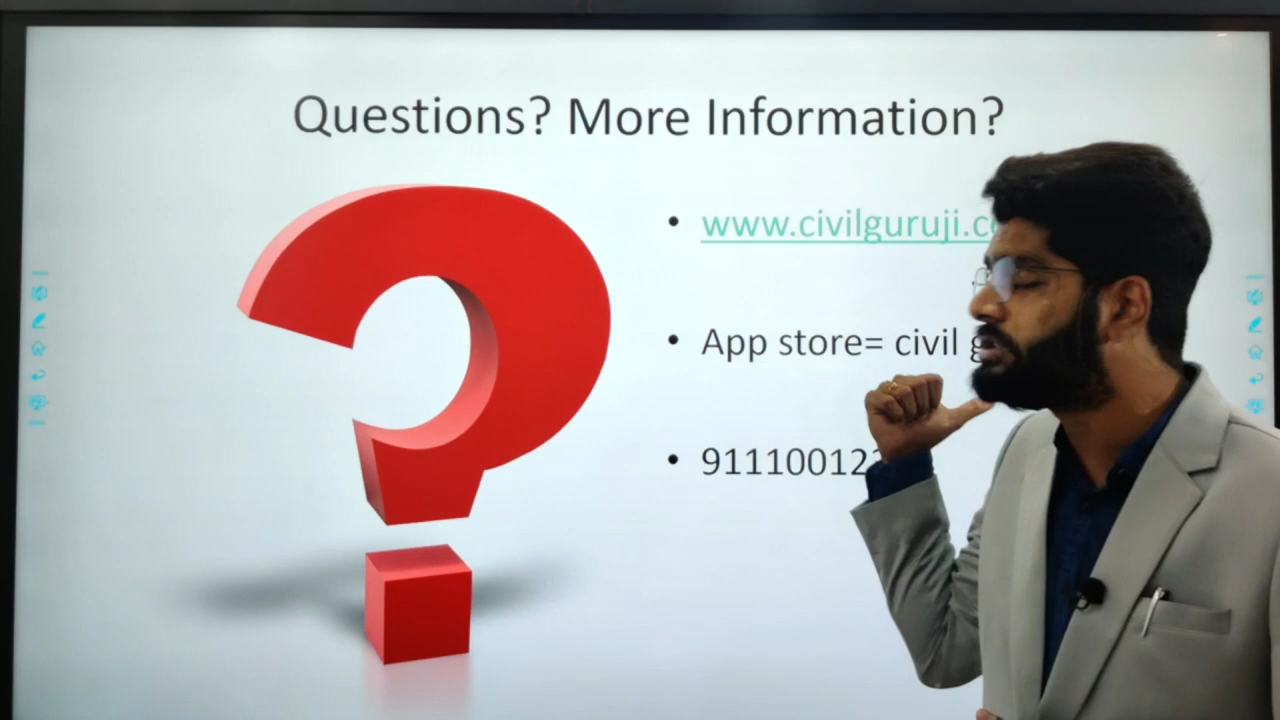 Questions? More Information?
• www.civilguruji.c
• App store= civil g
• 91110012